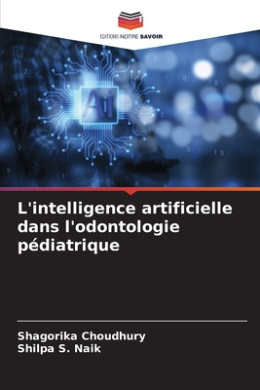 EDITIONS NOTRE SAVOIR
AI
L'intelligence artificielle
dans l'odontologie
pédiatrique
Shagorika Choudhury
Shilpa S. Naik